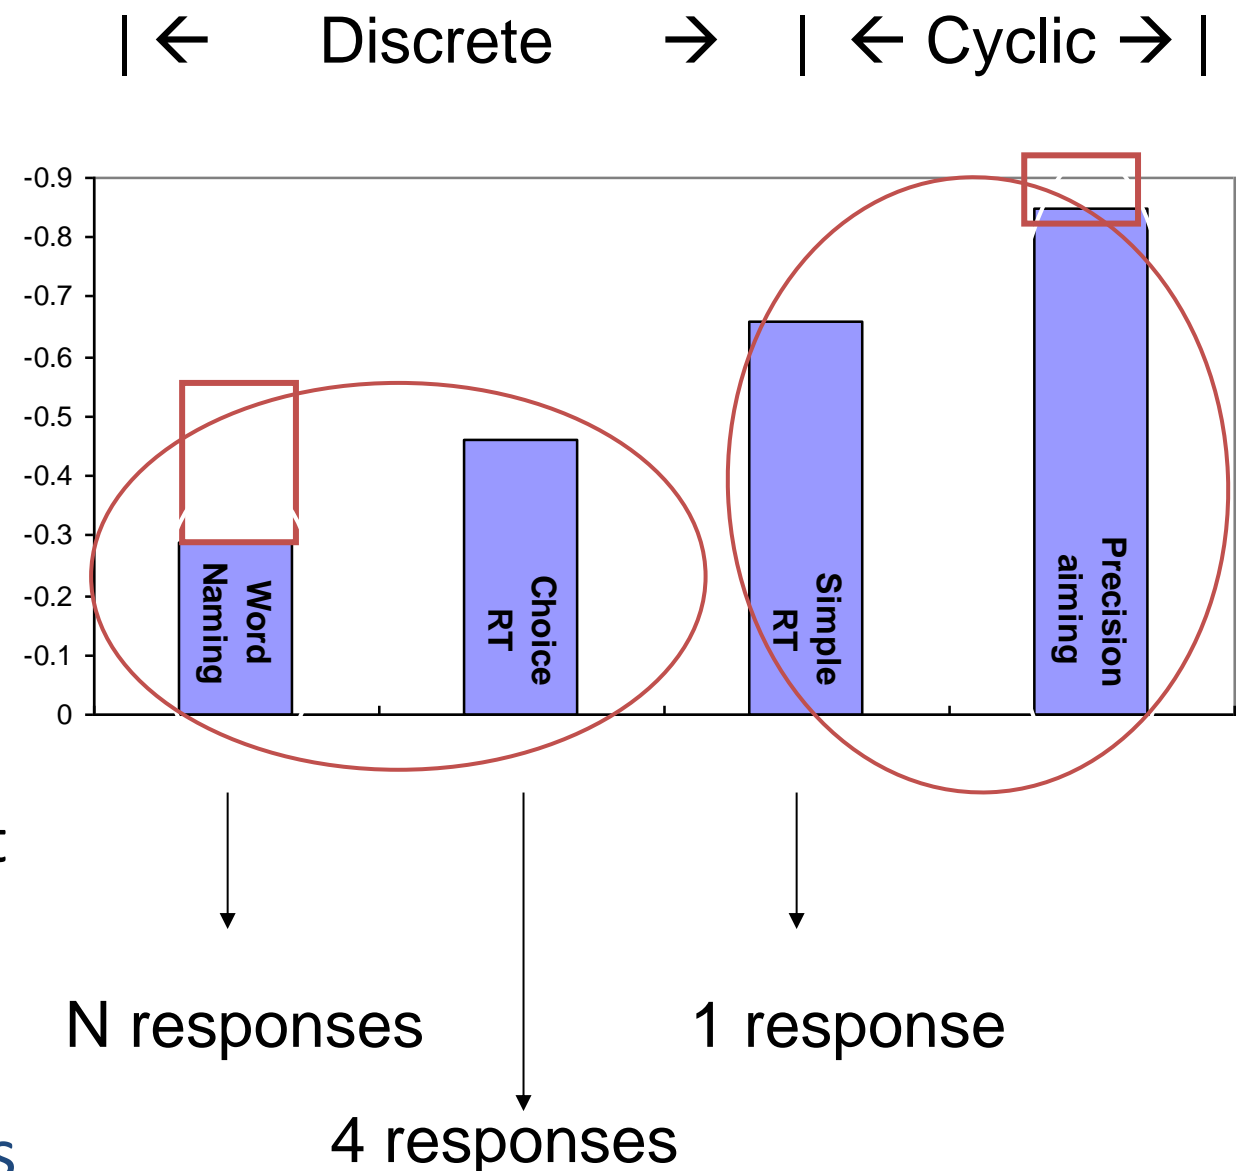 | ← Discrete → | ← Cyclic → |
-0.9
-0.8
-0.7
-0.6
-0.5
-0.4
-0.3
-0.2
-0.1
0
Word
Naming
Choice
RT
Simple
RT
Precision
aiming
t
N responses
1 response
4 responses
s